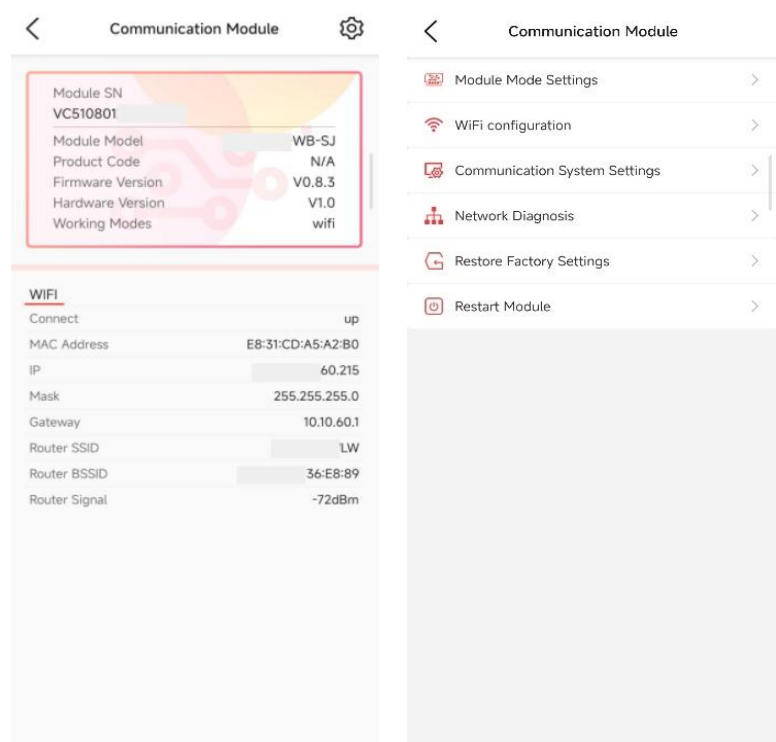 Communication Module
Module SN
VC510801
Module Model WB-SJ
Product Code N/A
Firmware Version V0.8.3
Hardware Version V1.0
Working Modes wifi
WIFI
Connect up
MAC Address E8:31:CD:A5:A2:B0
IP 60.215
Mask 255.255.255.0
Gateway 10.10.60.1
Router SSID LW
Router BSSID 36:E8:89
Router Signal -72dBm
Communication Module
Module Mode Settings
WiFi configuration
Communication System Settings
Network Diagnosis
Restore Factory Settings
Restart Module